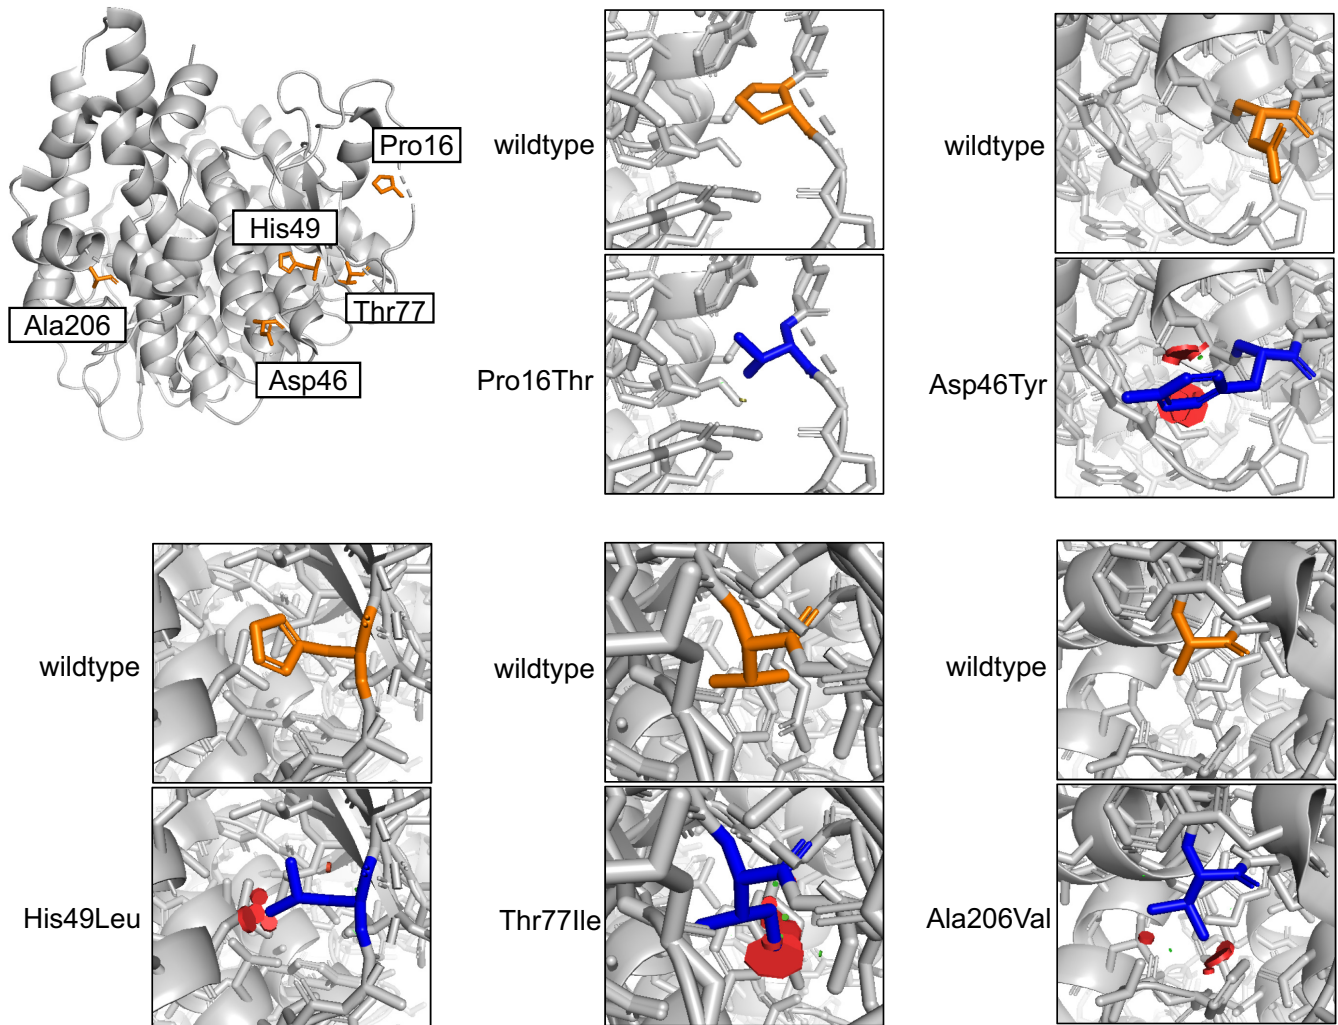 Pro16
His49
Thr77
Ala206
Asp46
wildtype
Pro16Thr
wildtype
Asp46Tyr
wildtype
His49Leu
wildtype
Thr77Ile
wildtype
Ala206Val